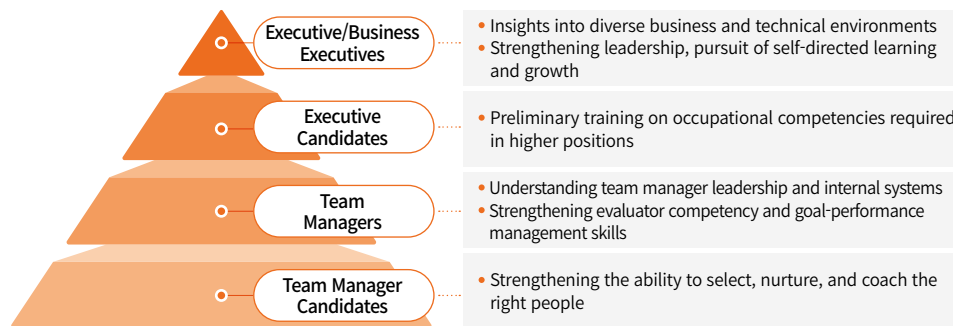 Executive/Business
Executives
• Insights into diverse business and technical environments
• Strengthening leadership, pursuit of self-directed learning
and growth
Executive
Candidates
• Preliminary training on occupational competencies required
in higher positions
Team
Managers
• Understanding team manager leadership and internal systems
• Strengthening evaluator competency and goal-performance
management skills
Team Manager
Candidates
• Strengthening the ability to select, nurture, and coach the
right people